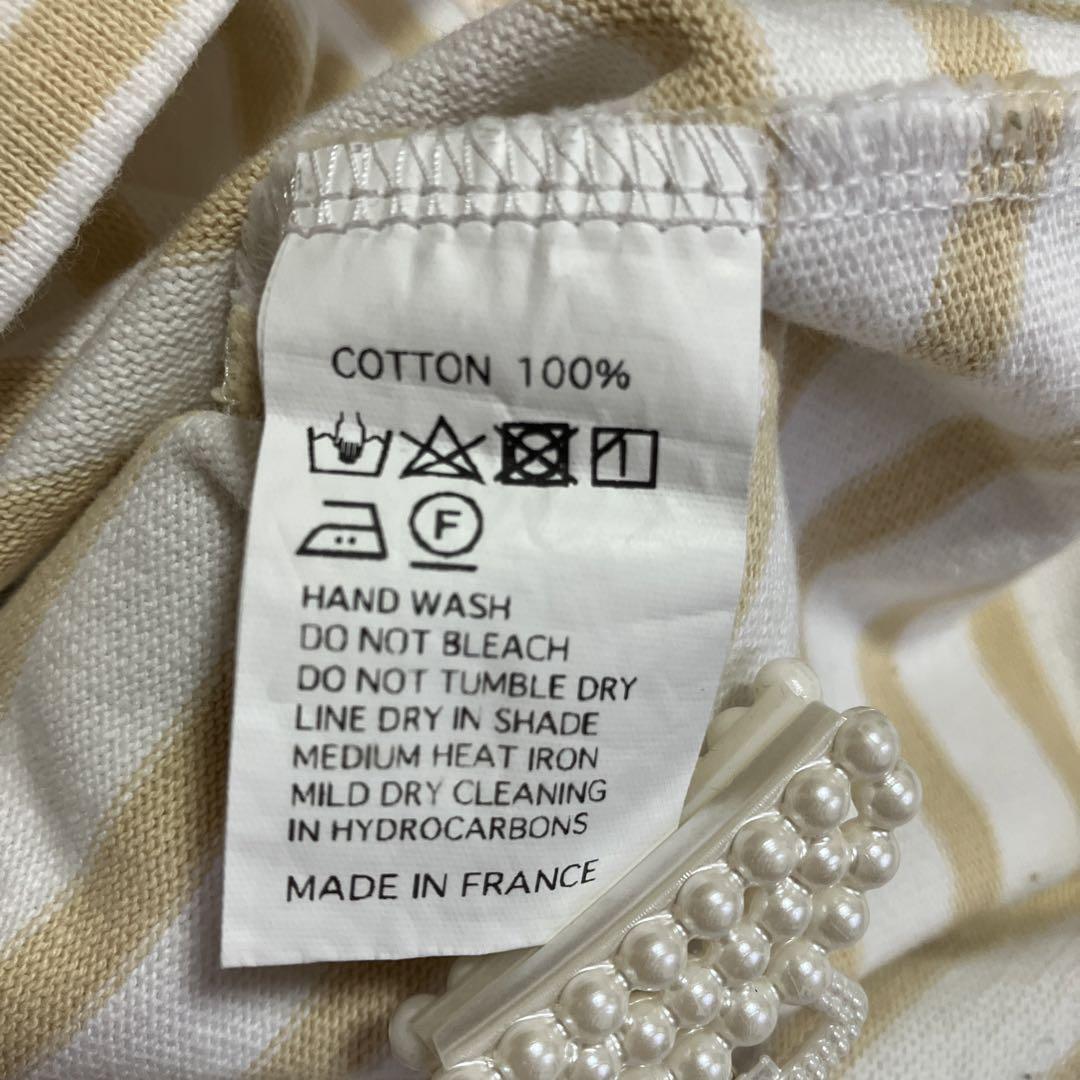 COTTON 100%
F
HAND WASH
DO NOT BLEACH
DO NOT TUMBLE DRY
LINE DRY IN SHADE
MEDIUM HEAT IRON
MILD DRY CLEANING
IN HYDROCARBONS
MADE IN FRANCE